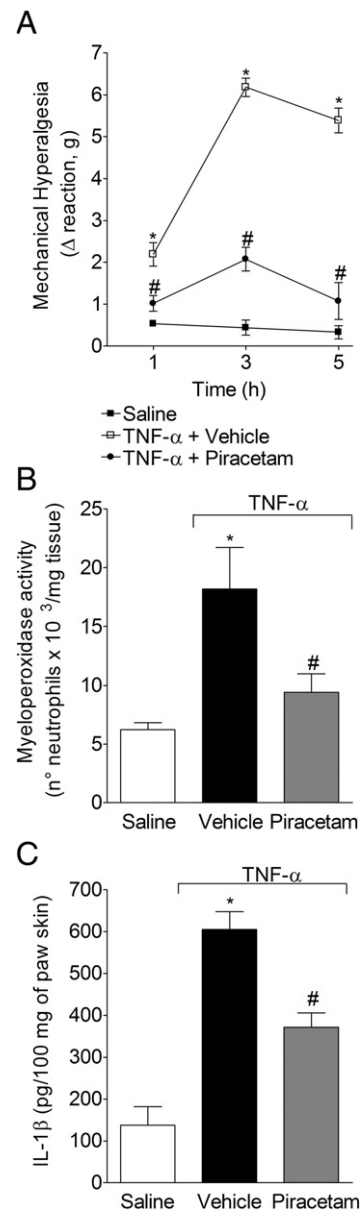 A
Mechanical Hyperalgesia
(Δ reaction, g)
7
6
5
4
3
2
1
0
*
*
*
#
#
#
1
3
5
Time (h)
Saline
TNF-α + Vehicle
TNF-α + Piracetam
B
TNF-α
Myeloperoxidase activity
(n° neutrophils x 10 ³/mg tissue)
25
20
15
10
5
0
*
#
Saline Vehicle Piracetam
C
TNF-α
IL-1β (pg/100 mg of paw skin)
700
600
500
400
300
200
100
0
*
#
Saline Vehicle Piracetam